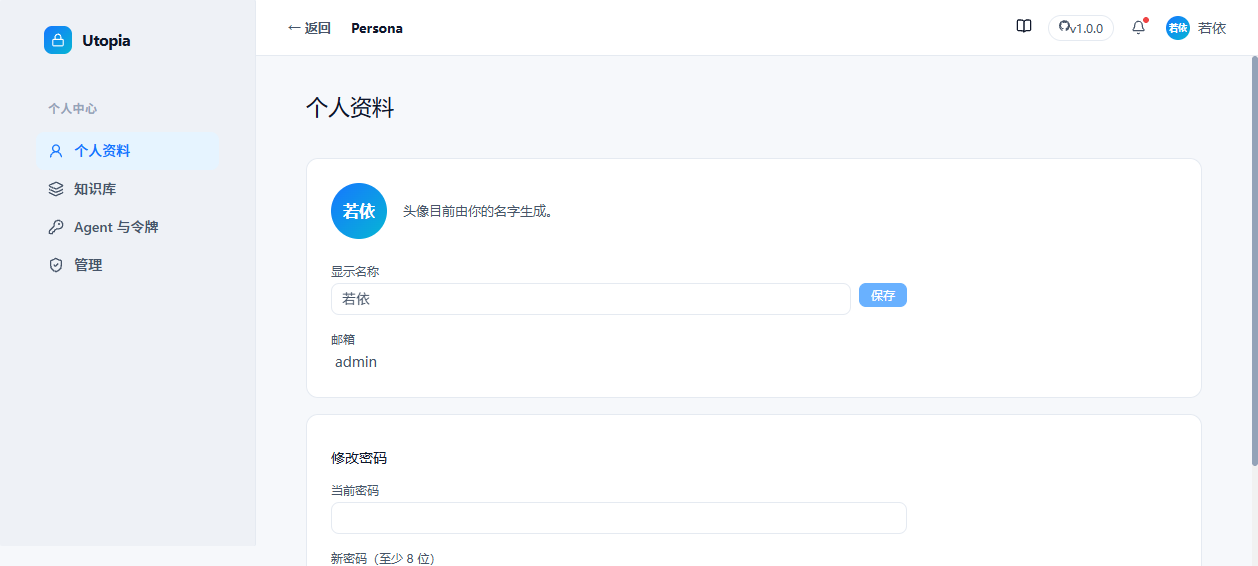 Utopia
个人中心
个人资料
知识库
Agent 与令牌
管理
← 返回 Persona
v1.0.0
若依 若依
个人资料
若依
头像目前由你的名字生成。
显示名称
若依
保存
邮箱
admin
修改密码
当前密码
新密码（至少 8 位）